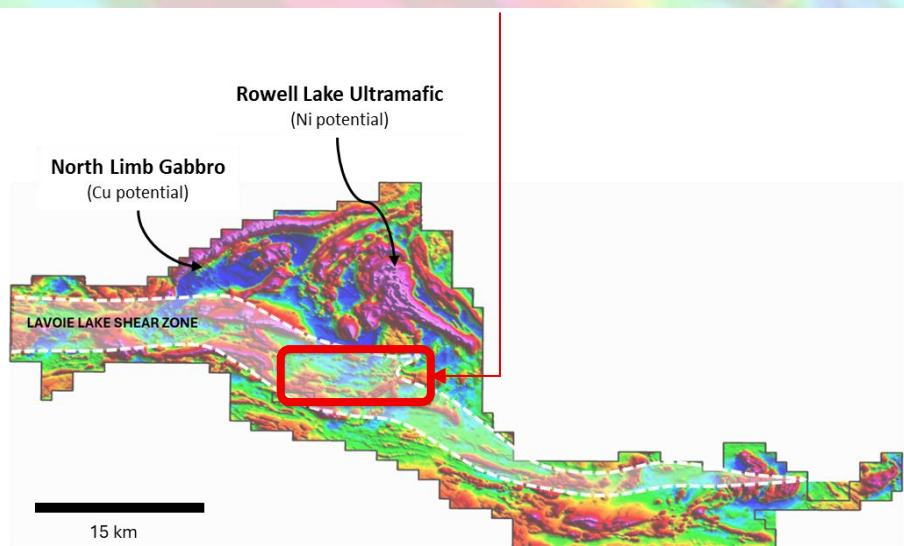 Rowell Lake Ultramafic
(Ni potential)
North Limb Gabbro
(Cu potential)
LAVOIE LAKE SHEAR ZONE
15 km